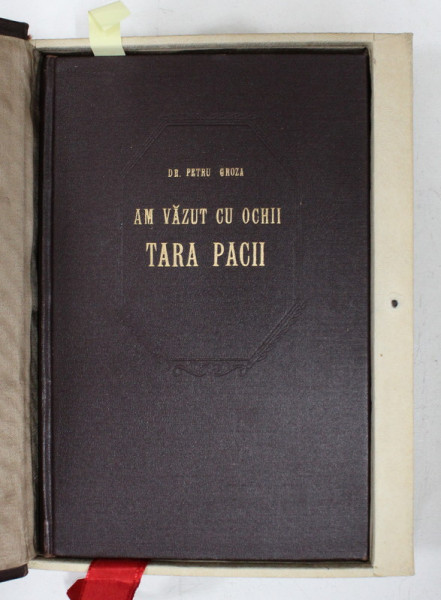 DR. PETRU GROZA
AM VĂZUT CU OCHII
TARA PACII